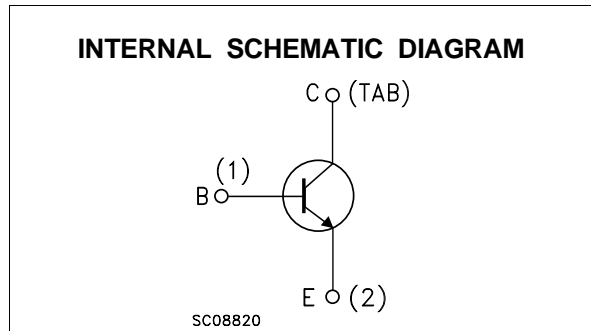 INTERNAL SCHEMATIC DIAGRAM
C (TAB)
(1)
B
E (2)
SC08820